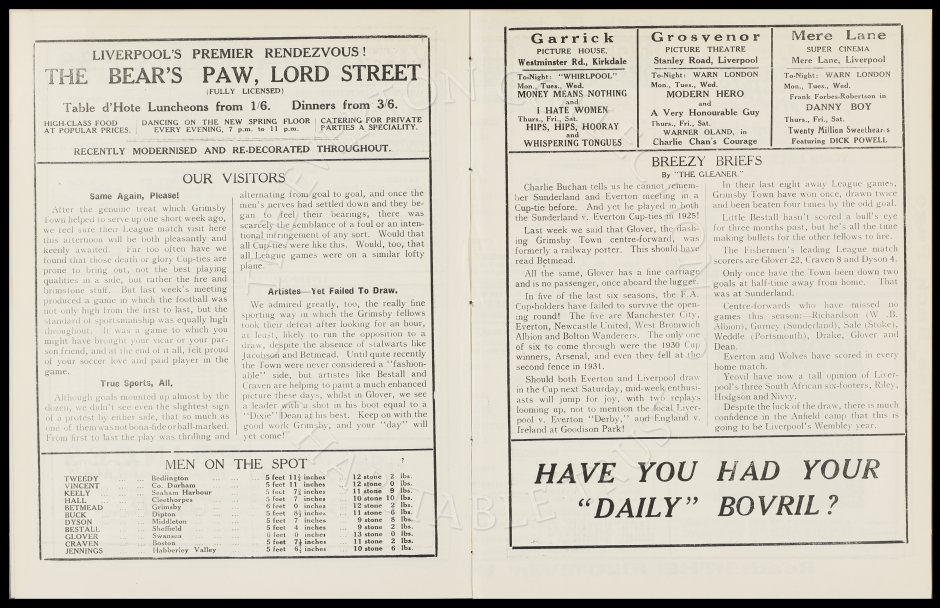 LIVERPOOL'S PREMIER RENDEZVOUS!
THE BEAR'S PAW, LORD STREET
(FULLY LICENSED)
Table d'Hote Luncheons from 1/6. Dinners from 3/6.
HIGH-CLASS FOOD
AT POPULAR PRICES.
DANCING ON THE NEW SPRING FLOOR
EVERY EVENING, 7 p.m. to 11 p.m.
CATERING FOR PRIVATE
PARTIES A SPECIALITY.
RECENTLY MODERNISED AND RE-DECORATED THROUGHOUT.
OUR VISITORS
Same Again, Please!
After the genuine treat which Grimsby
Town helped to serve up one short week ago,
we feel sure their League match visit here
this afternoon will be both pleasantly and
keenly awaited. Far too often have we
found that those death or glory Cup-ties are
prone to bring out, not the best playing
qualities in a side, but rather the fire and
brimstone stuff. But last week's meeting
produced a game in which the football was
not only high from the first to last, but the
standard of sportsmanship was equally high
throughout. It was a game to which you
might have brought your vicar or your par-
son friend, and at the end of it all, felt proud
of your soccer love and paid player in the
game.
True Sports, All.
Although goals mounted up almost by the
dozen, we didn't see even the slightest sign
of a protest by either side, that so much as
one of them was not bona-fide or ball-marked.
From first to last the play was thrilling and
alternating from goal to goal, and once the
men's nerves had settled down and they be-
gan to feel their bearings, there was
scarcely the semblance of a foul or an inten-
tional infringement of any sort. Would that
all Cup-ties were like this. Would, too, that
all League games were on a similar lofty
plane.
Artistes—Yet Failed To Draw.
We admired greatly, too, the really fine
sporting way in which the Grimsby fellows
took their defeat after looking for an hour,
at least, likely to run the opposition to a
draw, despite the absence of stalwarts like
Jacobson and Betmead. Until quite recently
the Town were never considered a "fashion-
able" side, but artistes like Bestall and
Craven are helping to paint a much enhanced
picture these days, whilst in Glover, we see
a leader with a shot in his boot equal to a
"Dixie" Dean at his best. Keep on with the
good work Grimsby, and your "day" will
yet come!
MEN ON THE SPOT ?
TWEEDY ... Bedlington ... 5 feet 11½ inches ... 12 stone 2 lbs.
VINCENT ... Co. Durham ... 5 feet 11 inches ... 12 stone 0 lbs.
KEELY ... Seaham Harbour ... 5 feet 7½ inches ... 11 stone 9 lbs.
HALL ... Cleethorpes ... 5 feet 7 inches ... 10 stone 10 lbs.
BETMEAD ... Grimsby ... 6 feet 0 inches ... 12 stone 2 lbs.
BUCK ... Dipton ... 5 feet 8½ inches ... 11 stone 6 lbs.
DYSON ... Middleton ... 5 feet 7 inches ... 9 stone 8 lbs.
BESTALL ... Sheffield ... 5 feet 4 inches ... 9 stone 2 lbs.
GLOVER ... Swansea ... 6 feet 0 inches ... 13 stone 0 lbs.
CRAVEN ... Boston ... 5 feet 7½ inches ... 11 stone 2 lbs.
JENNINGS ... Habberley Valley ... 5 feet 6½ inches ... 10 stone 6 lbs.
Garrick
PICTURE HOUSE,
Westminster Rd., Kirkdale
To-Night: "WHIRLPOOL"
Mon., Tues., Wed.
MONEY MEANS NOTHING
and
I HATE WOMEN
Thurs., Fri., Sat.
HIPS, HIPS, HOORAY
and
WHISPERING TONGUES
Grosvenor
PICTURE THEATRE
Stanley Road, Liverpool
To-Night: WARN LONDON
Mon., Tues., Wed.
MODERN HERO
and
A Very Honourable Guy
Thurs., Fri., Sat.
WARNER OLAND, in
Charlie Chan's Courage
Mere Lane
SUPER CINEMA
Mere Lane, Liverpool
To-Night: WARN LONDON
Mon., Tues., Wed.
Frank Forbes-Robertson in
DANNY BOY
Thurs., Fri., Sat.
Twenty Million Sweethearts
Featuring DICK POWELL
BREEZY BRIEFS
By "THE GLEANER."
Charlie Buchan tells us he cannot remem-
ber Sunderland and Everton meeting in a
Cup-tie before. And yet he played in both
the Sunderland v. Everton Cup-ties in 1925!
Last week we said that Glover, the dash-
ing Grimsby Town centre-forward, was
formerly a railway porter. This should have
read Betmead.
All the same, Glover has a fine carriage
and is no passenger, once aboard the lugger.
In five of the last six seasons, the F.A.
Cup-holders have failed to survive the open-
ing round! The five are Manchester City,
Everton, Newcastle United, West Bromwich
Albion and Bolton Wanderers. The only one
of six to come through were the 1930 Cup
winners, Arsenal, and even they fell at the
second fence in 1931.
Should both Everton and Liverpool draw
in the Cup next Saturday, mid-week enthus-
iasts will jump for joy, with two replays
looming up, not to mention the focal Liver-
pool v. Everton "Derby," and England v.
Ireland at Goodison Park!
In their last eight away League games,
Grimsby Town have won once, drawn twice
and been beaten four times by the odd goal.
Little Bestall hasn't scored a bull's eye
for three months past, but he's all the time
making bullets for the other fellows to fire.
The Fishermen's leading League match
scorers are Glover 22, Craven 8 and Dyson 4.
Only once have the Town been down two
goals at half-time away from home. That
was at Sunderland.
Centre-forwards who have missed no
games this season:—Richardson (W .B.
Albion), Gurney (Sunderland), Sale (Stoke),
Weddle (Portsmouth), Drake, Glover and
Dean.
Everton and Wolves have scored in every
home match.
Yeovil have now a tall opinion of Liver-
pool's three South African six-footers, Riley,
Hodgson and Nivvy.
Despite the luck of the draw, there is much
confidence in the Anfield camp that this is
going to be Liverpool's Wembley year.
HAVE YOU HAD YOUR
"DAILY" BOVRIL?